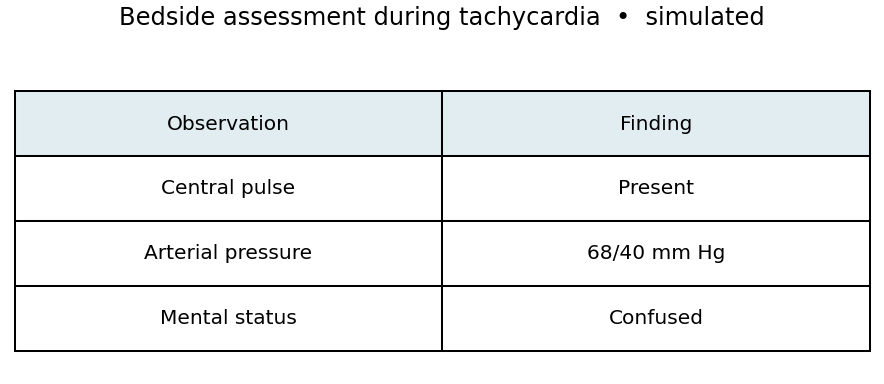 Bedside assessment during tachycardia • simulated
Observation Finding
Central pulse Present
Arterial pressure 68/40 mm Hg
Mental status Confused